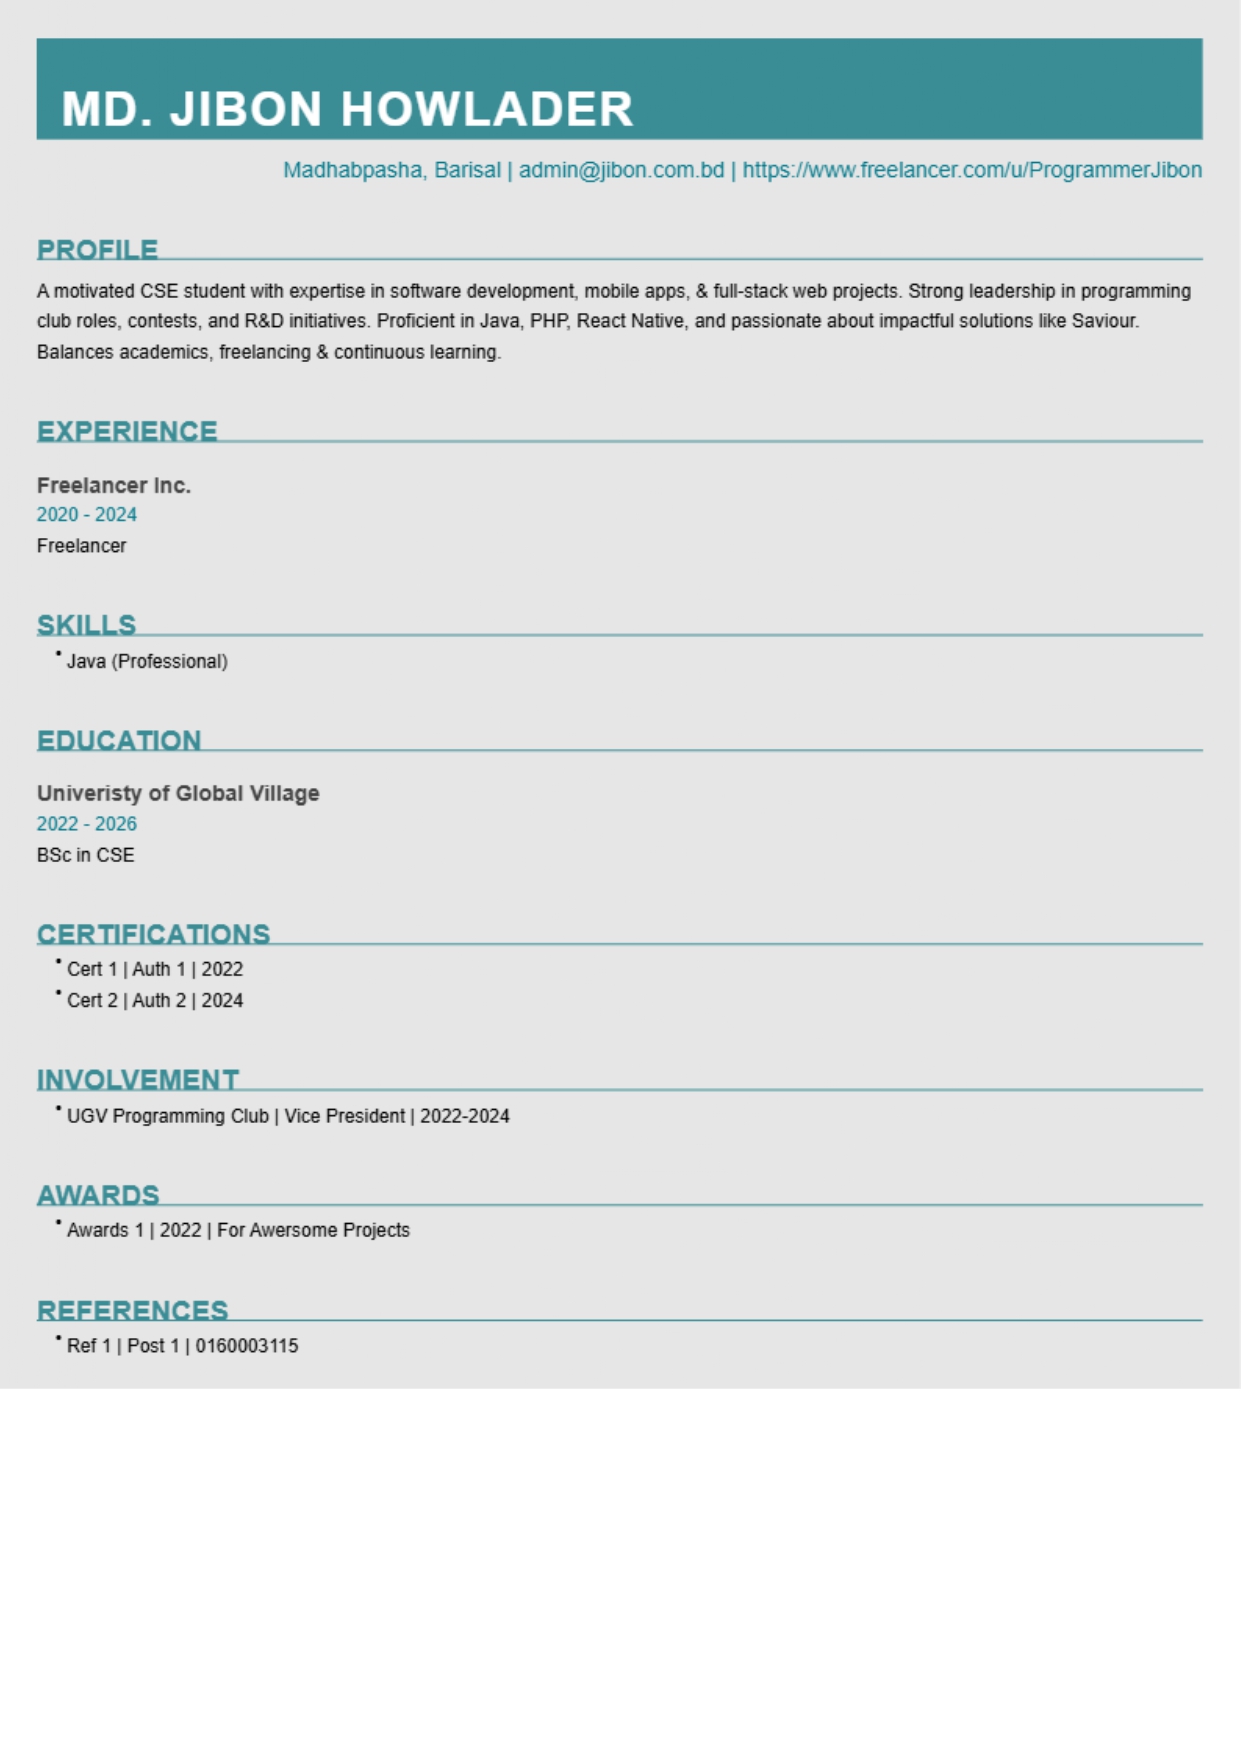 MD. JIBON HOWLADER
Madhabpasha, Barisal | admin@jibon.com.bd | https://www.freelancer.com/u/ProgrammerJibon
PROFILE
A motivated CSE student with expertise in software development, mobile apps, & full-stack web projects. Strong leadership in programming
club roles, contests, and R&D initiatives. Proficient in Java, PHP, React Native, and passionate about impactful solutions like Saviour.
Balances academics, freelancing & continuous learning.
EXPERIENCE
Freelancer Inc.
2020 - 2024
Freelancer
SKILLS
• Java (Professional)
EDUCATION
Univeristy of Global Village
2022 - 2026
BSc in CSE
CERTIFICATIONS
• Cert 1 | Auth 1 | 2022
• Cert 2 | Auth 2 | 2024
INVOLVEMENT
• UGV Programming Club | Vice President | 2022-2024
AWARDS
• Awards 1 | 2022 | For Awersome Projects
REFERENCES
• Ref 1 | Post 1 | 0160003115